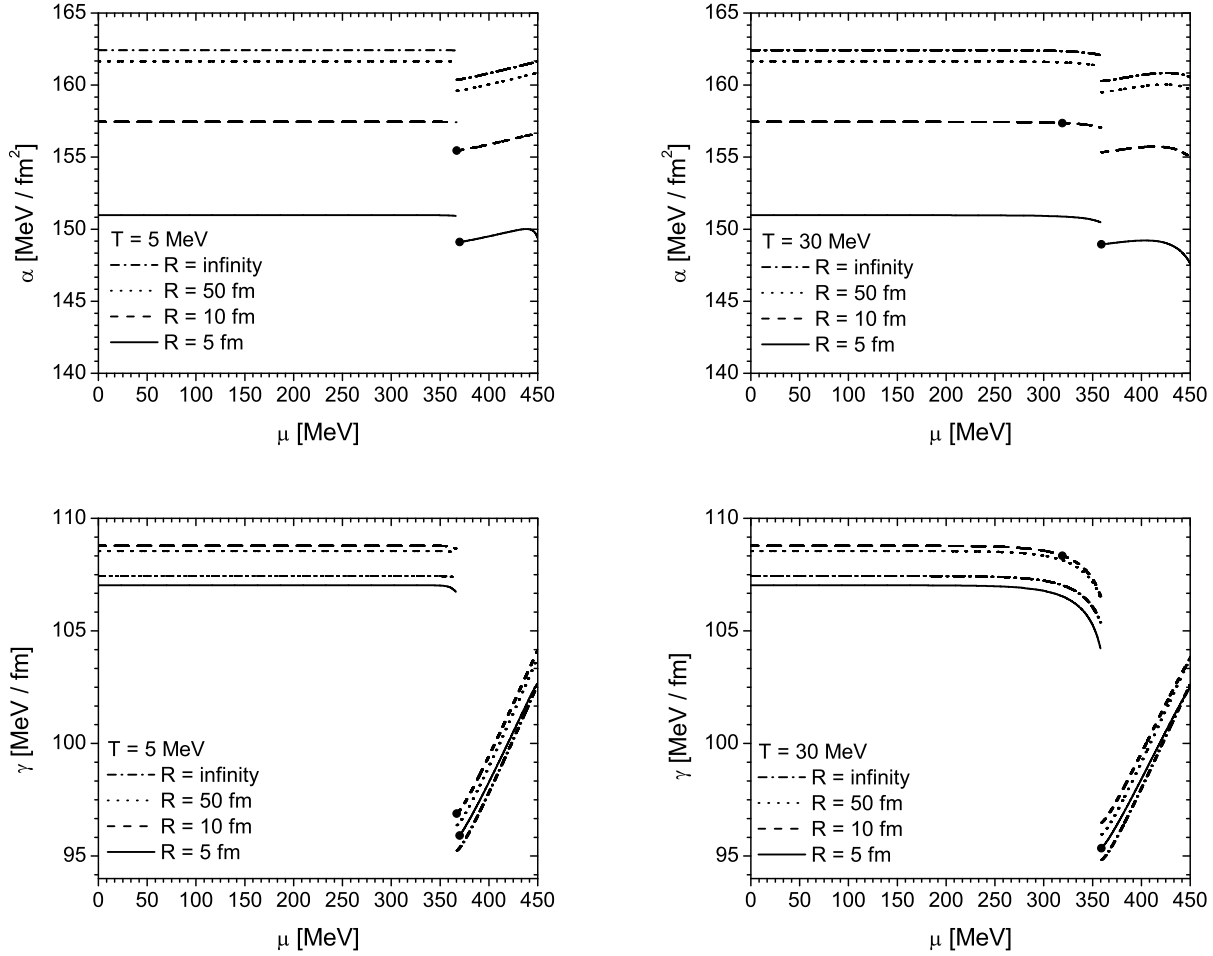 165
160
155
150
145
140
α [MeV / fm²]
T = 5 MeV
R = infinity
R = 50 fm
R = 10 fm
R = 5 fm
0 50 100 150 200 250 300 350 400 450
μ [MeV]
165
160
155
150
145
140
α [MeV / fm²]
T = 30 MeV
R = infinity
R = 50 fm
R = 10 fm
R = 5 fm
0 50 100 150 200 250 300 350 400 450
μ [MeV]
110
105
100
95
γ [MeV / fm]
T = 5 MeV
R = infinity
R = 50 fm
R = 10 fm
R = 5 fm
0 50 100 150 200 250 300 350 400 450
μ [MeV]
110
105
100
95
γ [MeV / fm]
T = 30 MeV
R = infinity
R = 50 fm
R = 10 fm
R = 5 fm
0 50 100 150 200 250 300 350 400 450
μ [MeV]